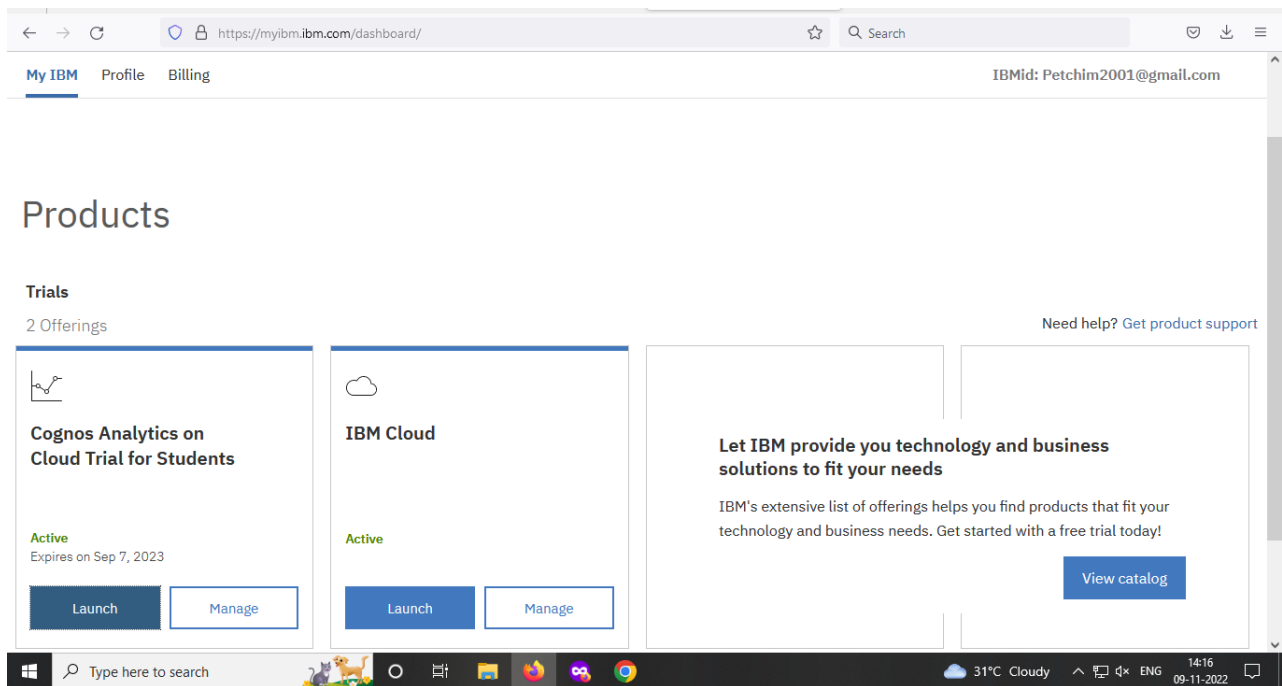 https://myibm.ibm.com/dashboard/
Search
My IBM Profile Billing
IBMid: Petchim2001@gmail.com
Products
Trials
2 Offerings
Need help? Get product support
Cognos Analytics on
Cloud Trial for Students
Active
Expires on Sep 7, 2023
Launch Manage
IBM Cloud
Active
Launch Manage
Let IBM provide you technology and business
solutions to fit your needs
IBM's extensive list of offerings helps you find products that fit your
technology and business needs. Get started with a free trial today!
View catalog
Type here to search
31°C Cloudy
ENG
14:16
09-11-2022